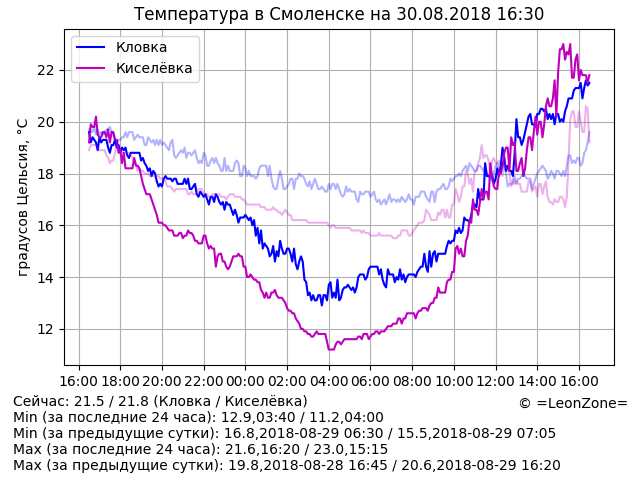 Температура в Смоленске на 30.08.2018 16:30
Кловка
Киселёвка
градусов Цельсия, °C
22
20
18
16
14
12
16:00 18:00 20:00 22:00 00:00 02:00 04:00 06:00 08:00 10:00 12:00 14:00 16:00
Сейчас: 21.5 / 21.8 (Кловка / Киселёвка)
© =LeonZone=
Min (за последние 24 часа): 12.9,03:40 / 11.2,04:00
Min (за предыдущие сутки): 16.8,2018-08-29 06:30 / 15.5,2018-08-29 07:05
Max (за последние 24 часа): 21.6,16:20 / 23.0,15:15
Max (за предыдущие сутки): 19.8,2018-08-28 16:45 / 20.6,2018-08-29 16:20